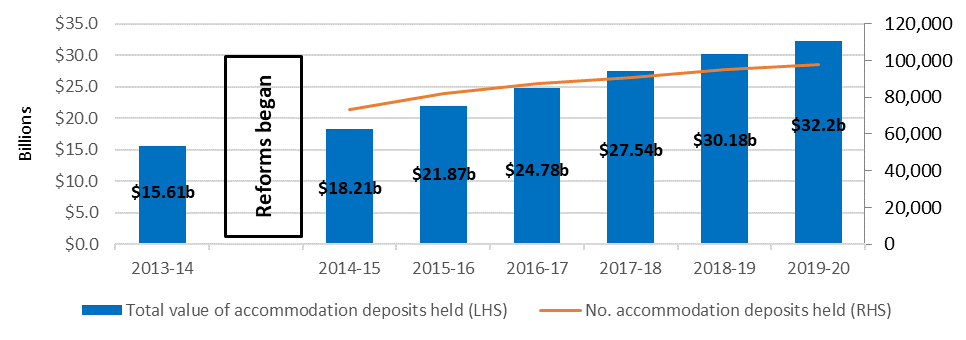 $35.0
$30.0
$25.0
$20.0
$15.0
$10.0
$5.0
$0.0
Billions
120,000
100,000
80,000
60,000
40,000
20,000
0
Reforms began
$15.61b
$18.21b
$21.87b
$24.78b
$27.54b
$30.18b
$32.2b
2013-14
2014-15
2015-16
2016-17
2017-18
2018-19
2019-20
Total value of accommodation deposits held (LHS)
No. accommodation deposits held (RHS)